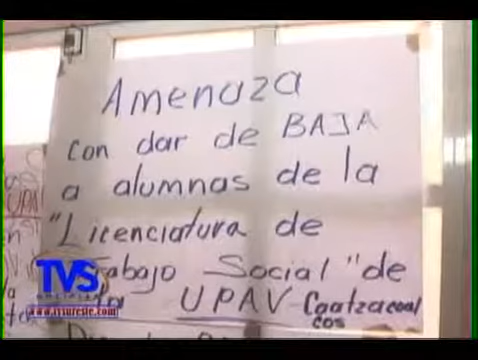 Amenaza
con dar de BAJA
a alumnas de la
"Licenciatura de
Trabajo Social" de
UPAV-Coatzacoal
cos
TVS
NOTICIAS
www.tvsureste.com